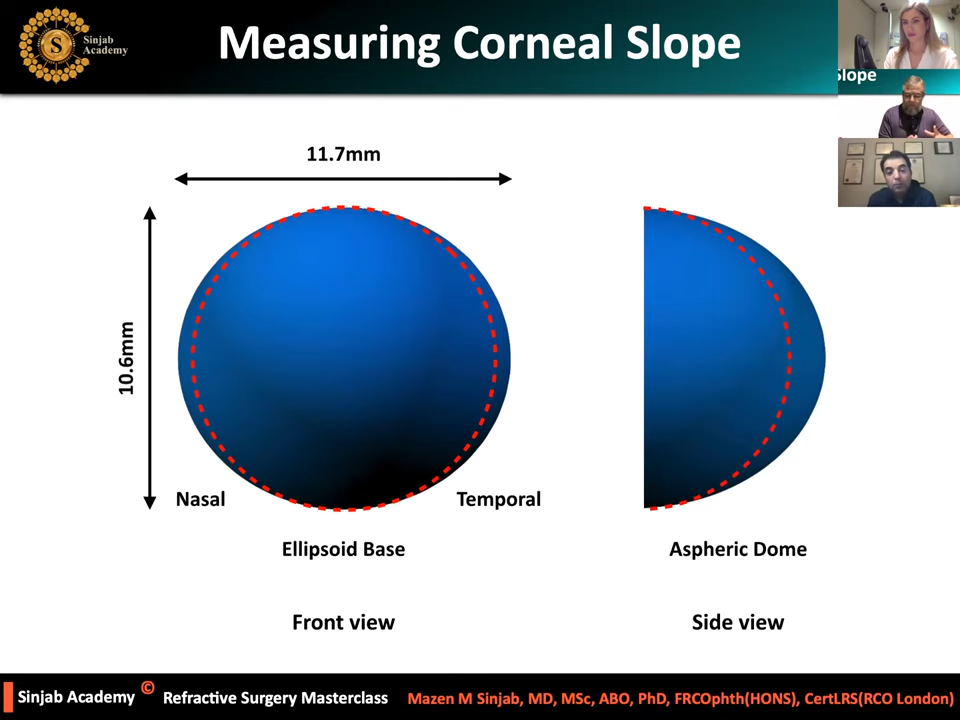 Sinjab
Academy
S
Measuring Corneal Slope
Slope
11.7mm
10.6mm
Nasal
Temporal
Ellipsoid Base
Aspheric Dome
Front view
Side view
Sinjab Academy © Refractive Surgery Masterclass Mazen M Sinjab, MD, MSc, ABO, PhD, FRCOphth(HONS), CertLRS(RCO London)